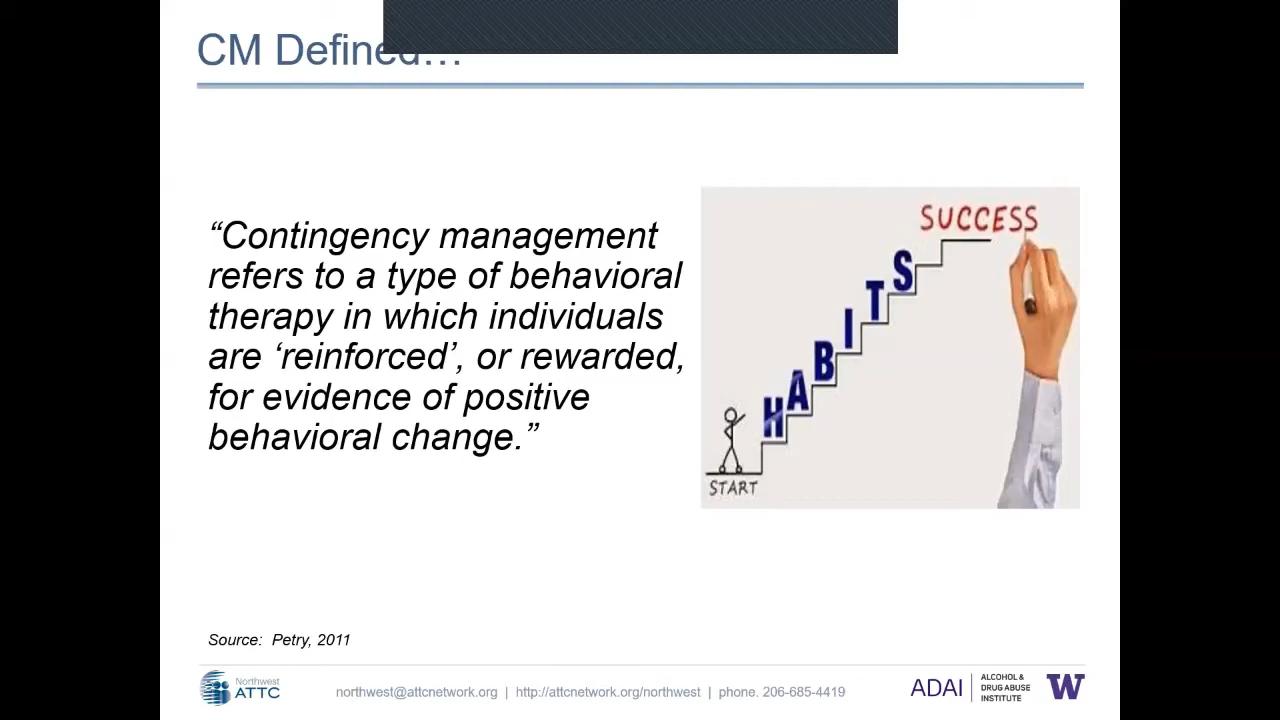 CM Defined…
“Contingency management
refers to a type of behavioral
therapy in which individuals
are ‘reinforced’, or rewarded,
for evidence of positive
behavioral change.”
SUCCESS
HABITS
START
Source:  Petry, 2011
Northwest
ATTC
northwest@attcnetwork.org | http://attcnetwork.org/northwest | phone. 206-685-4419
ADAI
ALCOHOL &
DRUG ABUSE
INSTITUTE
W